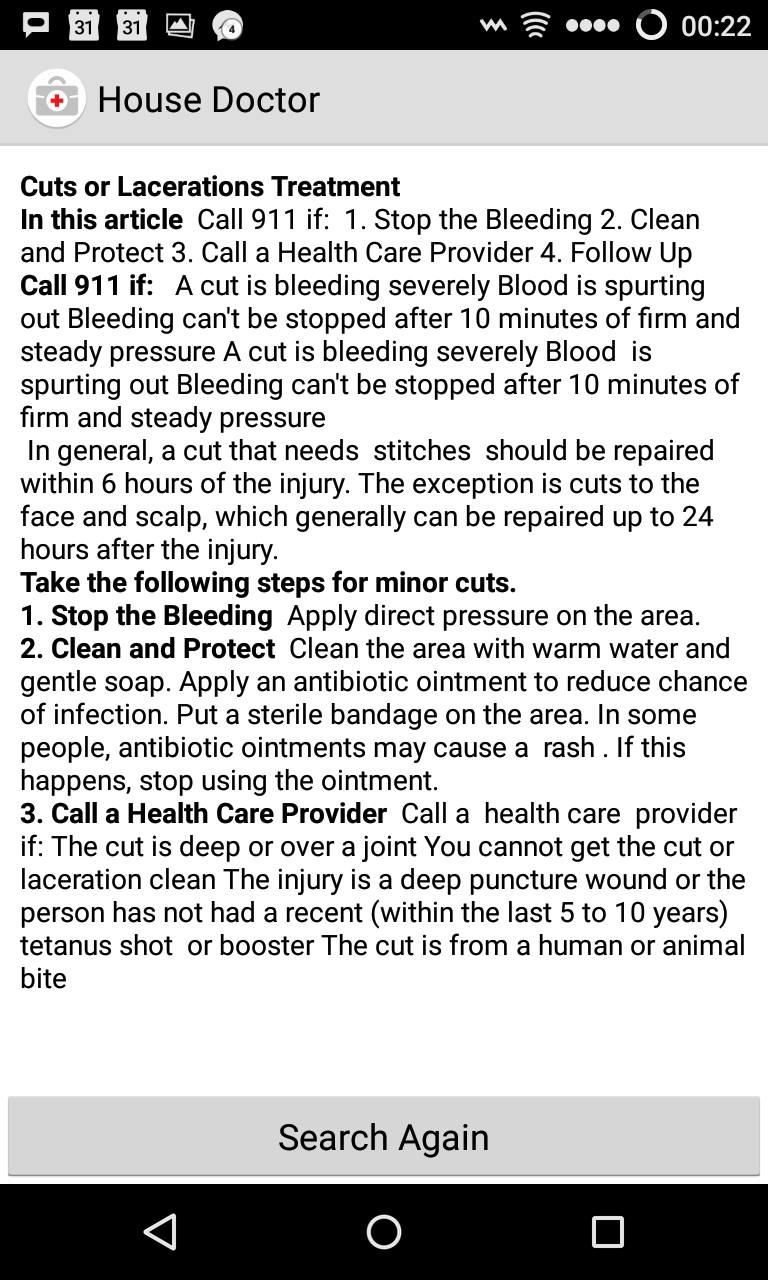 31 31 4 00:22
House Doctor
Cuts or Lacerations Treatment
In this article  Call 911 if:  1. Stop the Bleeding 2. Clean
and Protect 3. Call a Health Care Provider 4. Follow Up
Call 911 if:   A cut is bleeding severely Blood is spurting
out Bleeding can't be stopped after 10 minutes of firm and
steady pressure A cut is bleeding severely Blood  is
spurting out Bleeding can't be stopped after 10 minutes of
firm and steady pressure
In general, a cut that needs  stitches  should be repaired
within 6 hours of the injury. The exception is cuts to the
face and scalp, which generally can be repaired up to 24
hours after the injury.
Take the following steps for minor cuts.
1. Stop the Bleeding  Apply direct pressure on the area.
2. Clean and Protect  Clean the area with warm water and
gentle soap. Apply an antibiotic ointment to reduce chance
of infection. Put a sterile bandage on the area. In some
people, antibiotic ointments may cause a  rash . If this
happens, stop using the ointment.
3. Call a Health Care Provider  Call a  health care  provider
if: The cut is deep or over a joint You cannot get the cut or
laceration clean The injury is a deep puncture wound or the
person has not had a recent (within the last 5 to 10 years)
tetanus shot  or booster The cut is from a human or animal
bite
Search Again